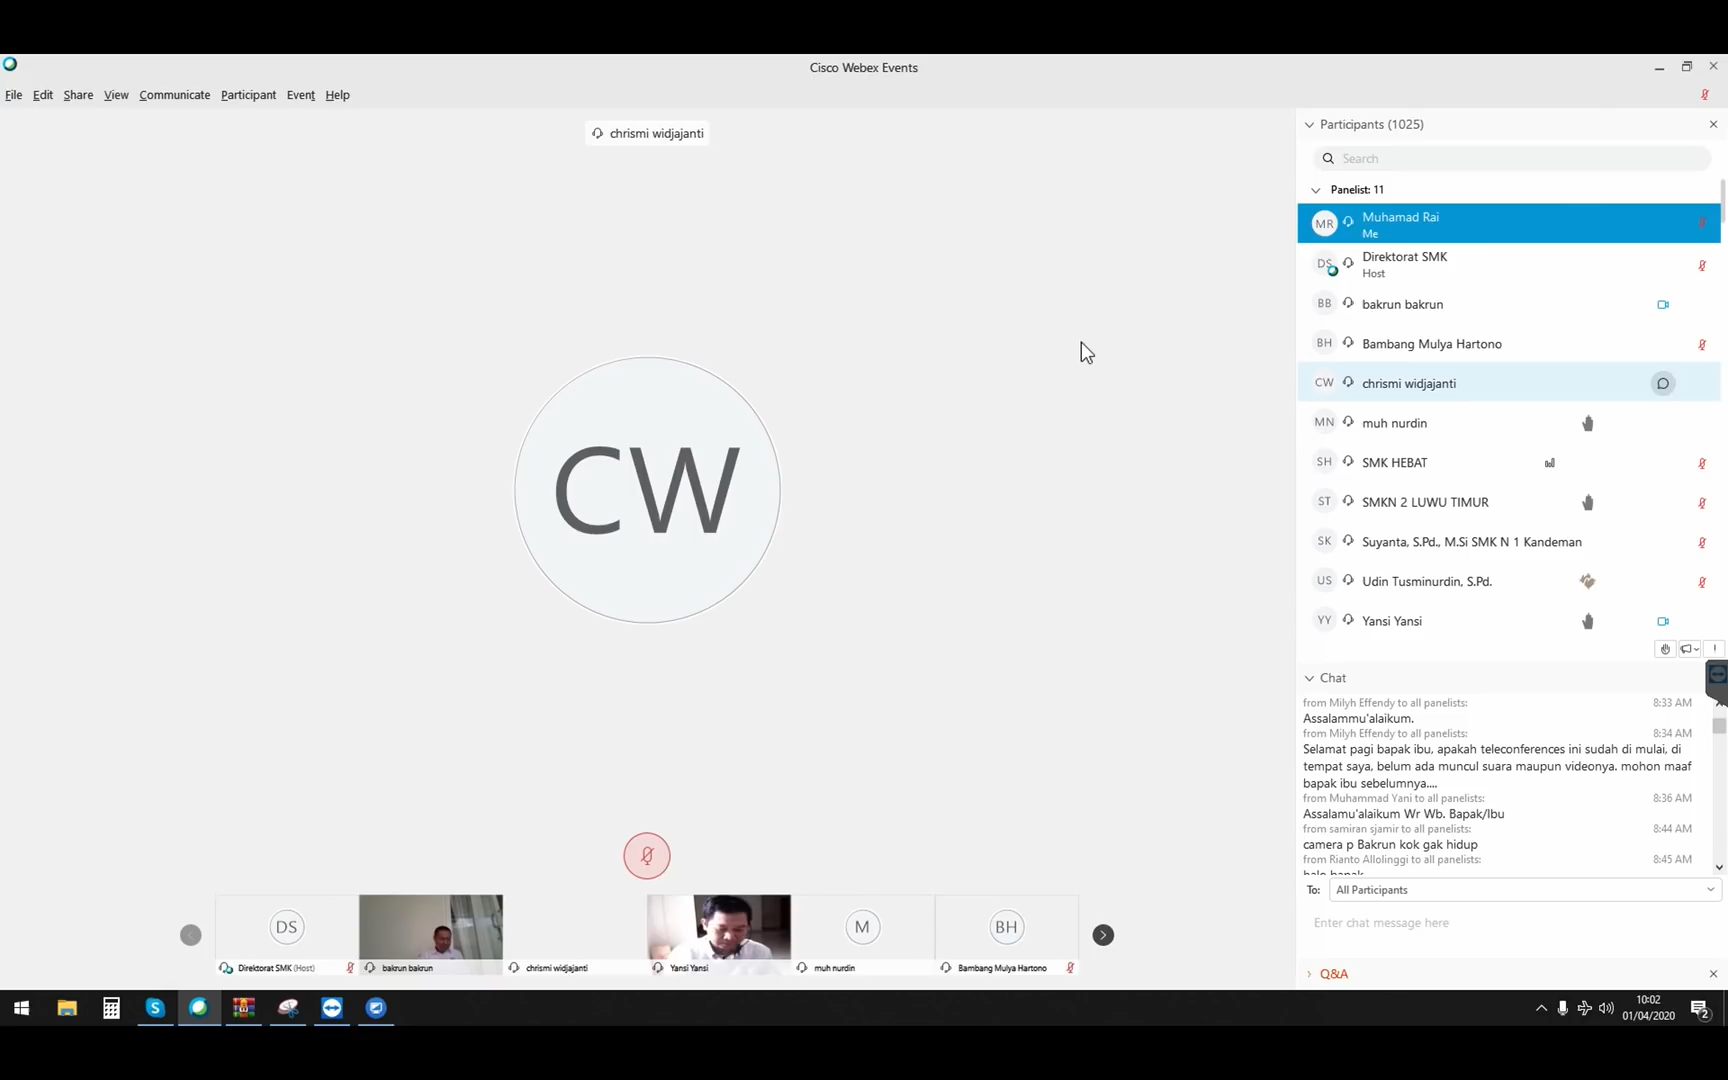 Cisco Webex Events
File Edit Share View Communicate Participant Event Help
chrismi widjajanti
CW
Participants (1025)
Search
Panelist: 11
MR Muhamad Rai
Me
DS Direktorat SMK
Host
BB bakrun bakrun
BH Bambang Mulya Hartono
CW chrismi widjajanti
MN muh nurdin
SH SMK HEBAT
ST SMKN 2 LUWU TIMUR
SK Suyanta, S.Pd., M.Si SMK N 1 Kandeman
US Udin Tusminurdin, S.Pd.
YY Yansi Yansi
Chat
from Milyh Effendy to all panelists: 8:33 AM
Assalammu'alaikum.
from Milyh Effendy to all panelists: 8:34 AM
Selamat pagi bapak ibu, apakah teleconferences ini sudah di mulai, di
tempat saya, belum ada muncul suara maupun videonya. mohon maaf
bapak ibu sebelumnya....
from Muhammad Yani to all panelists: 8:36 AM
Assalamu'alaikum Wr Wb. Bapak/Ibu
from samiran sjamir to all panelists: 8:44 AM
camera p Bakrun kok gak hidup
from Rianto Allolinggi to all panelists: 8:45 AM
To: All Participants
Enter chat message here
Q&A
DS
M
BH
Direktorat SMK (Host)
bakrun bakrun
chrismi widjajanti
Yansi Yansi
muh nurdin
Bambang Mulya Hartono
10:02
01/04/2020
2